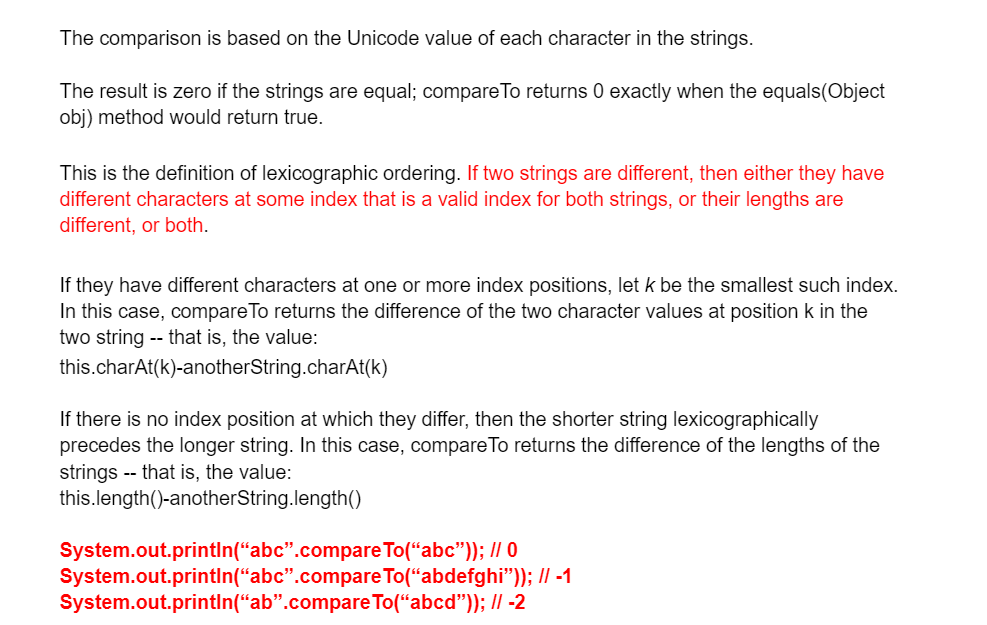 The comparison is based on the Unicode value of each character in the strings.
The result is zero if the strings are equal; compareTo returns 0 exactly when the equals(Object
obj) method would return true.
This is the definition of lexicographic ordering. If two strings are different, then either they have
different characters at some index that is a valid index for both strings, or their lengths are
different, or both.
If they have different characters at one or more index positions, let k be the smallest such index.
In this case, compareTo returns the difference of the two character values at position k in the
two string -- that is, the value:
this.charAt(k)-anotherString.charAt(k)
If there is no index position at which they differ, then the shorter string lexicographically
precedes the longer string. In this case, compareTo returns the difference of the lengths of the
strings -- that is, the value:
this.length()-anotherString.length()
System.out.println(“abc”.compareTo(“abc”)); // 0
System.out.println(“abc”.compareTo(“abdefghi”)); // -1
System.out.println(“ab”.compareTo(“abcd”)); // -2